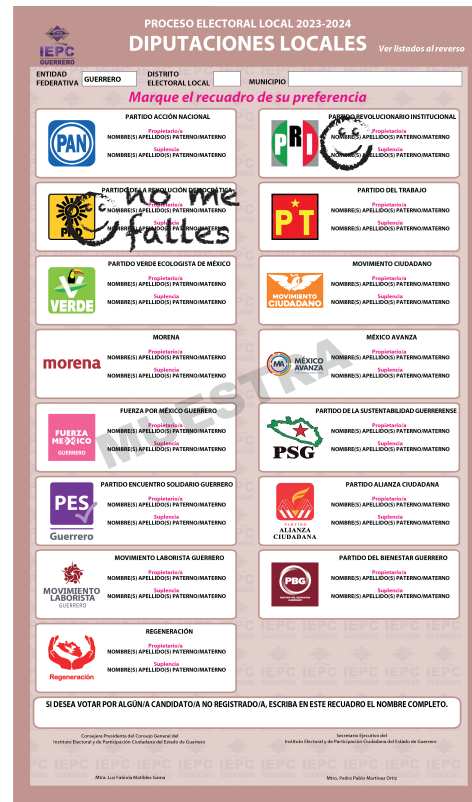 PROCESO ELECTORAL LOCAL 2023-2024
DIPUTACIONES LOCALES
Ver listados al reverso
IEPC
GUERRERO
ENTIDAD FEDERATIVA GUERRERO DISTRITO ELECTORAL LOCAL MUNICIPIO
Marque el recuadro de su preferencia
PARTIDO ACCIÓN NACIONAL
PAN
Propietario/a
NOMBRE(S) APELLIDO(S) PATERNO/MATERNO
Suplencia
NOMBRE(S) APELLIDO(S) PATERNO/MATERNO
PARTIDO REVOLUCIONARIO INSTITUCIONAL
PRI
Propietario/a
NOMBRE(S) APELLIDO(S) PATERNO/MATERNO
Suplencia
NOMBRE(S) APELLIDO(S) PATERNO/MATERNO
PARTIDO DE LA REVOLUCIÓN DEMOCRÁTICA
PRD
no me
falles
Propietario/a
NOMBRE(S) APELLIDO(S) PATERNO/MATERNO
Suplencia
NOMBRE(S) APELLIDO(S) PATERNO/MATERNO
PARTIDO DEL TRABAJO
PT
Propietario/a
NOMBRE(S) APELLIDO(S) PATERNO/MATERNO
Suplencia
NOMBRE(S) APELLIDO(S) PATERNO/MATERNO
PARTIDO VERDE ECOLOGISTA DE MÉXICO
VERDE
Propietario/a
NOMBRE(S) APELLIDO(S) PATERNO/MATERNO
Suplencia
NOMBRE(S) APELLIDO(S) PATERNO/MATERNO
MOVIMIENTO CIUDADANO
MOVIMIENTO
CIUDADANO
Propietario/a
NOMBRE(S) APELLIDO(S) PATERNO/MATERNO
Suplencia
NOMBRE(S) APELLIDO(S) PATERNO/MATERNO
MORENA
morena
Propietario/a
NOMBRE(S) APELLIDO(S) PATERNO/MATERNO
Suplencia
NOMBRE(S) APELLIDO(S) PATERNO/MATERNO
MÉXICO AVANZA
MA
MÉXICO
AVANZA
Propietario/a
NOMBRE(S) APELLIDO(S) PATERNO/MATERNO
Suplencia
NOMBRE(S) APELLIDO(S) PATERNO/MATERNO
MUESTRA
FUERZA POR MÉXICO GUERRERO
FUERZA
MEXICO
GUERRERO
Propietario/a
NOMBRE(S) APELLIDO(S) PATERNO/MATERNO
Suplencia
NOMBRE(S) APELLIDO(S) PATERNO/MATERNO
PARTIDO DE LA SUSTENTABILIDAD GUERRERENSE
PSG
Propietario/a
NOMBRE(S) APELLIDO(S) PATERNO/MATERNO
Suplencia
NOMBRE(S) APELLIDO(S) PATERNO/MATERNO
PARTIDO ENCUENTRO SOLIDARIO GUERRERO
PES
Guerrero
Propietario/a
NOMBRE(S) APELLIDO(S) PATERNO/MATERNO
Suplencia
NOMBRE(S) APELLIDO(S) PATERNO/MATERNO
PARTIDO ALIANZA CIUDADANA
PARTIDO
ALIANZA
CIUDADANA
Propietario/a
NOMBRE(S) APELLIDO(S) PATERNO/MATERNO
Suplencia
NOMBRE(S) APELLIDO(S) PATERNO/MATERNO
MOVIMIENTO LABORISTA GUERRERO
MOVIMIENTO
LABORISTA
GUERRERO
Propietario/a
NOMBRE(S) APELLIDO(S) PATERNO/MATERNO
Suplencia
NOMBRE(S) APELLIDO(S) PATERNO/MATERNO
PARTIDO DEL BIENESTAR GUERRERO
PBG
Propietario/a
NOMBRE(S) APELLIDO(S) PATERNO/MATERNO
Suplencia
NOMBRE(S) APELLIDO(S) PATERNO/MATERNO
REGENERACIÓN
Regeneración
Propietario/a
NOMBRE(S) APELLIDO(S) PATERNO/MATERNO
Suplencia
NOMBRE(S) APELLIDO(S) PATERNO/MATERNO
SI DESEA VOTAR POR ALGÚN/A CANDIDATO/A NO REGISTRADO/A, ESCRIBA EN ESTE RECUADRO EL NOMBRE COMPLETO.
Consejera Presidenta del Consejo General del
Instituto Electoral y de Participación Ciudadana del Estado de Guerrero
Mtra. Luz Fabiola Matildes Gama
Secretario Ejecutivo del
Instituto Electoral y de Participación Ciudadana del Estado de Guerrero
Mtro. Pedro Pablo Martínez Ortiz